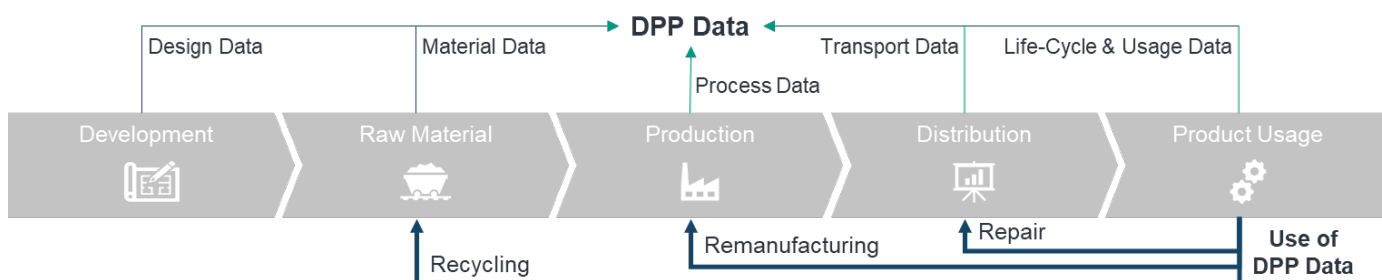 DPP Data
Design Data
Material Data
Transport Data
Life-Cycle & Usage Data
Process Data
Development
Raw Material
Production
Distribution
Product Usage
Repair
Remanufacturing
Recycling
Use of
DPP Data